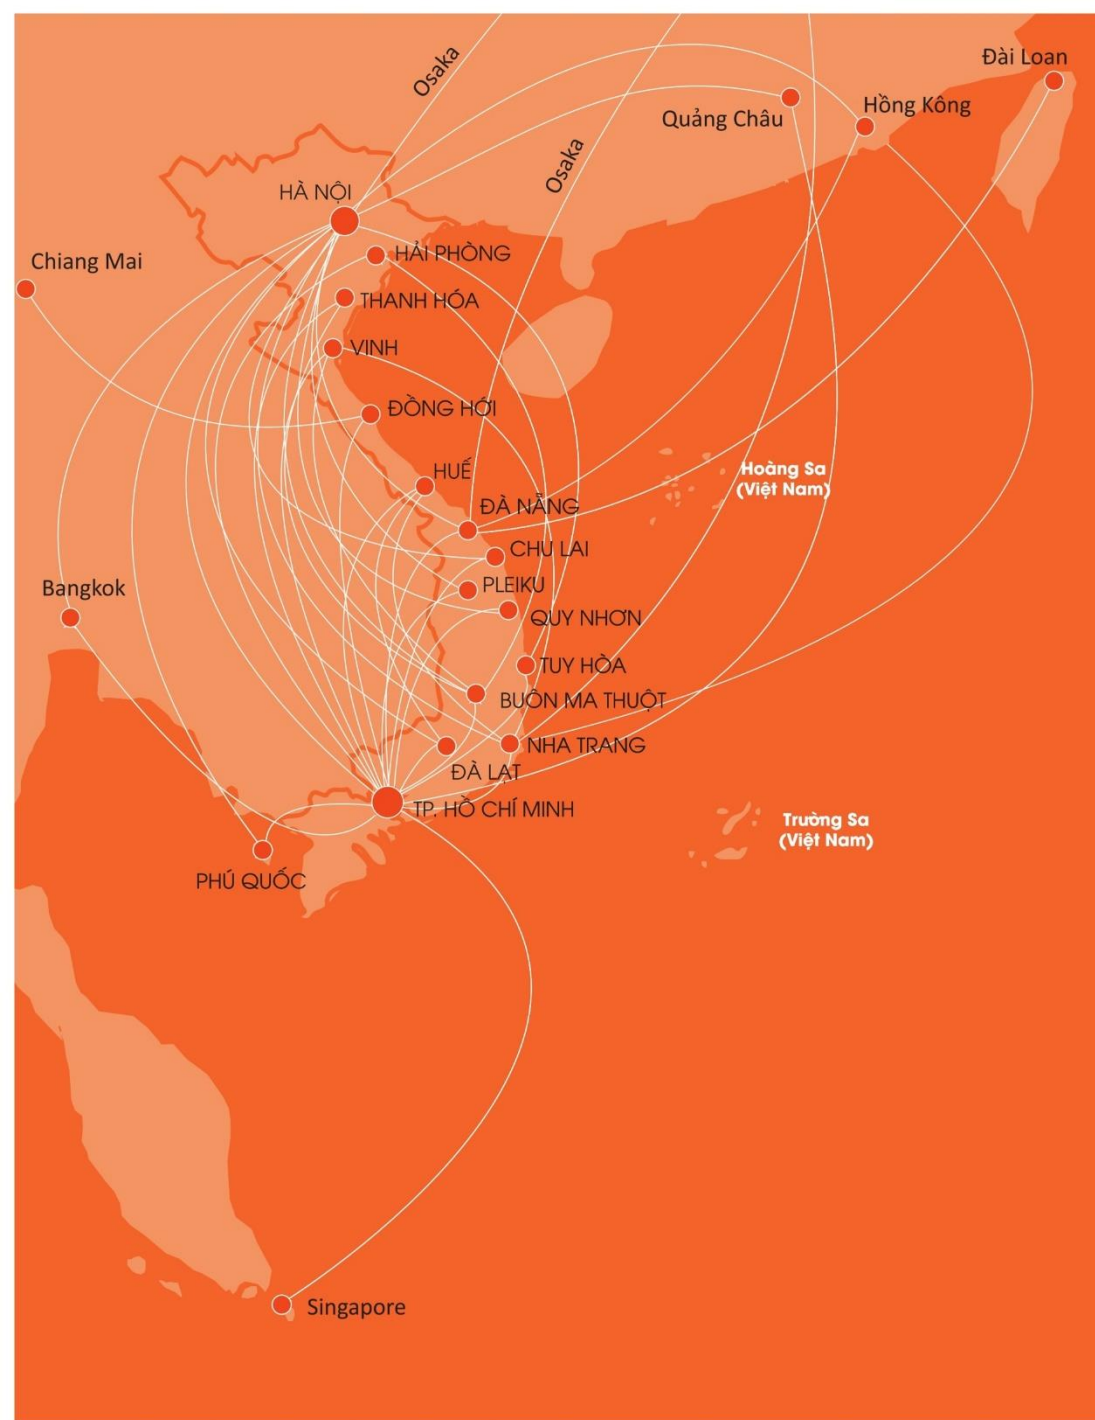 Osaka
Đài Loan
Hồng Kông
Quảng Châu
Osaka
HÀ NỘI
HẢI PHÒNG
Chiang Mai
THANH HÓA
VINH
ĐỒNG HỚI
HUẾ
Hoàng Sa
(Việt Nam)
ĐÀ NẴNG
CHU LAI
PLEIKU
Bangkok
QUY NHƠN
TUY HÒA
BUÔN MA THUỘT
NHA TRANG
ĐÀ LẠT
TP. HỒ CHÍ MINH
Trường Sa
(Việt Nam)
PHÚ QUỐC
Singapore